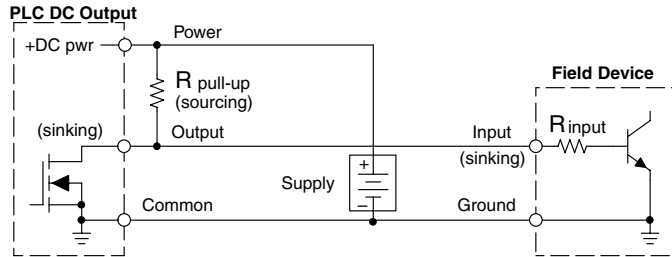 PLC DC Output
+DC pwr
Power
R pull-up
(sourcing)
Field Device
(sinking)
Output
Input
(sinking)
R input
Supply
+
–
Common
Ground